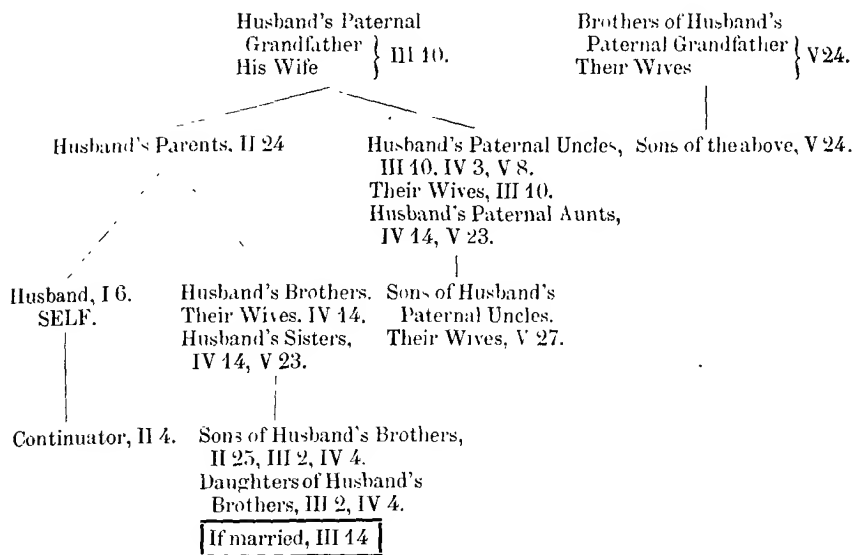 Husband's Paternal
Grandfather
His Wife
} III 10.
Brothers of Husband's
Paternal Grandfather
Their Wives
} V 24.
Husband's Parents, II 24
Husband's Paternal Uncles,
III 10, IV 3, V 8.
Their Wives, III 10.
Husband's Paternal Aunts,
IV 14, V 23.
Sons of the above, V 24.
Husband, I 6.
SELF.
Husband's Brothers.
Their Wives. IV 14.
Husband's Sisters,
IV 14, V 23.
Sons of Husband's
Paternal Uncles.
Their Wives, V 27.
Continuator, II 4.
Sons of Husband's Brothers,
II 25, III 2, IV 4.
Daughters of Husband's
Brothers, III 2, IV 4.
If married, III 14